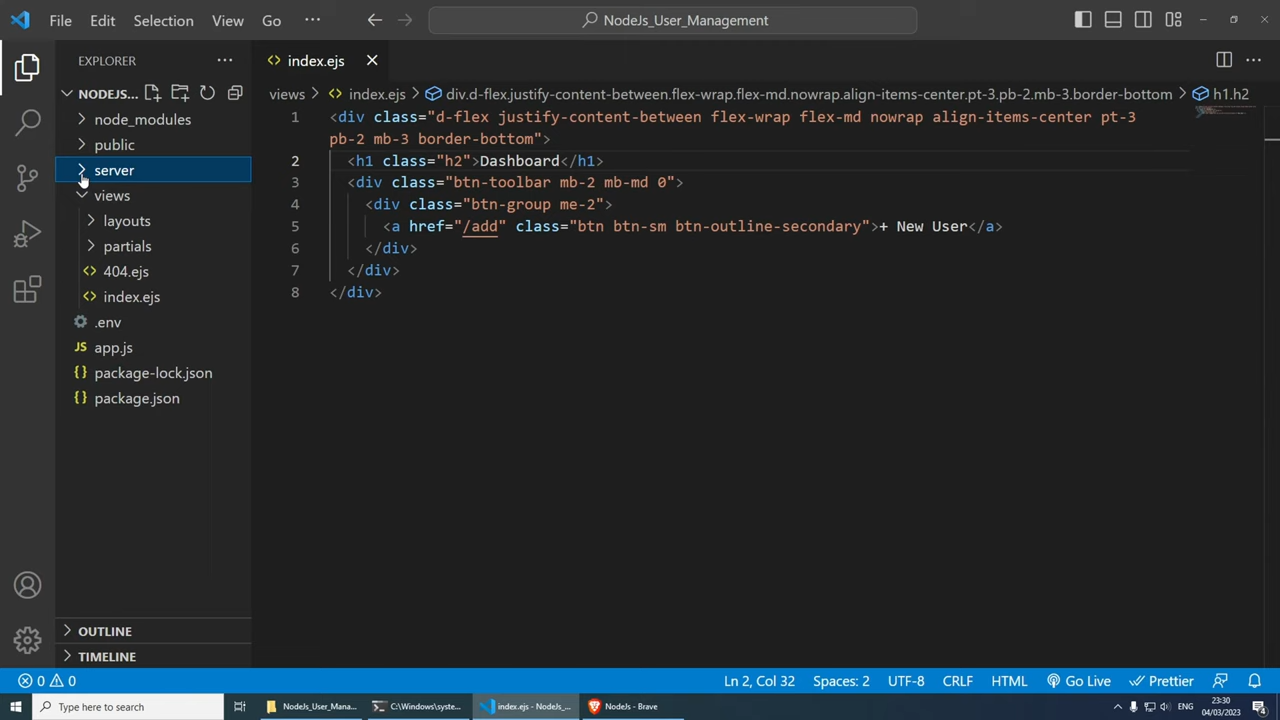 File Edit Selection View Go ··· NodeJs_User_Management
EXPLORER ···
index.ejs
NODEJS...
node_modules
public
server
views
layouts
partials
404.ejs
index.ejs
.env
app.js
package-lock.json
package.json
OUTLINE
TIMELINE
views > index.ejs > div.d-flex.justify-content-between.flex-wrap.flex-md.nowrap.align-items-center.pt-3.pb-2.mb-3.border-bottom > h1.h2
1 <div class="d-flex justify-content-between flex-wrap flex-md nowrap align-items-center pt-3
pb-2 mb-3 border-bottom">
2 <h1 class="h2">Dashboard</h1>
3 <div class="btn-toolbar mb-2 mb-md 0">
4 <div class="btn-group me-2">
5 <a href="/add" class="btn btn-sm btn-outline-secondary">+ New User</a>
6 </div>
7 </div>
8 </div>
0 0 Ln 2, Col 32 Spaces: 2 UTF-8 CRLF HTML Go Live Prettier
Type here to search NodeJs_User_Mana... C:\Windows\syste... index.ejs - NodeJs_... NodeJs - Brave ENG 23:30
04/03/2023 4